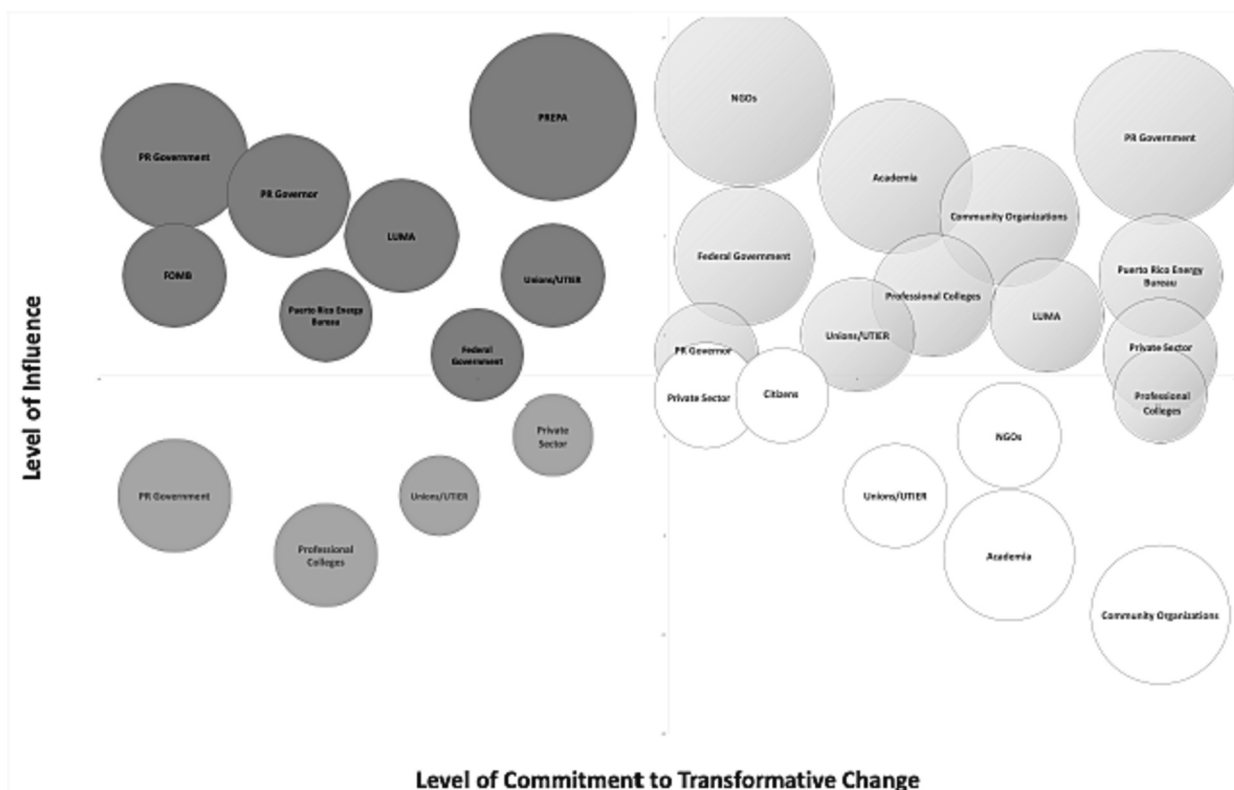 PREPA
NGOs
PR Government
PR Government
Academia
PR Governor
Community Organizations
LUMA
Federal Government
FOMB
Unions/UTIER
Puerto Rico Energy
Bureau
Professional Colleges
Puerto Rico Energy
Bureau
LUMA
Unions/UTIER
Federal
Government
PR Governor
Private Sector
Private Sector
Citizens
Professional
Colleges
Private
Sector
NGOs
PR Government
Unions/UTIER
Unions/UTIER
Professional
Colleges
Academia
Community Organizations
Level of Influence
Level of Commitment to Transformative Change